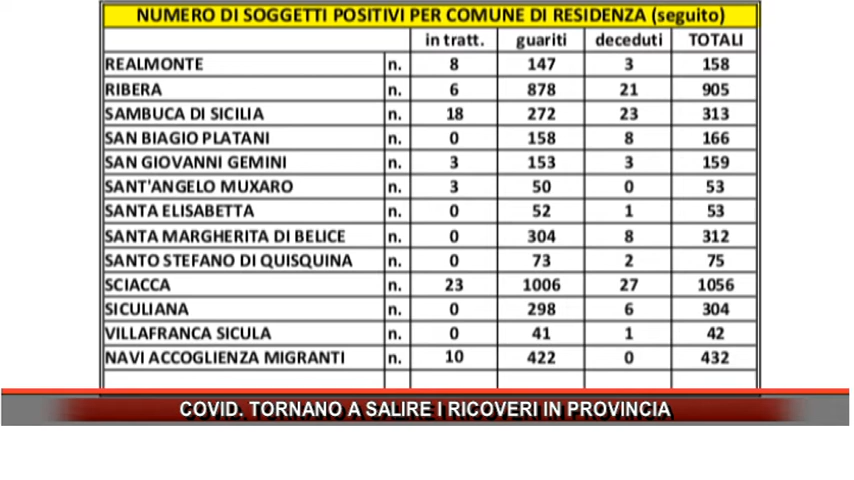 NUMERO DI SOGGETTI POSITIVI PER COMUNE DI RESIDENZA (seguito)
in tratt. guariti deceduti TOTALI
REALMONTE n. 8 147 3 158
RIBERA n. 6 878 21 905
SAMBUCA DI SICILIA n. 18 272 23 313
SAN BIAGIO PLATANI n. 0 158 8 166
SAN GIOVANNI GEMINI n. 3 153 3 159
SANT'ANGELO MUXARO n. 3 50 0 53
SANTA ELISABETTA n. 0 52 1 53
SANTA MARGHERITA DI BELICE n. 0 304 8 312
SANTO STEFANO DI QUISQUINA n. 0 73 2 75
SCIACCA n. 23 1006 27 1056
SICULIANA n. 0 298 6 304
VILLAFRANCA SICULA n. 0 41 1 42
NAVI ACCOGLIENZA MIGRANTI n. 10 422 0 432
COVID. TORNANO A SALIRE I RICOVERI IN PROVINCIA